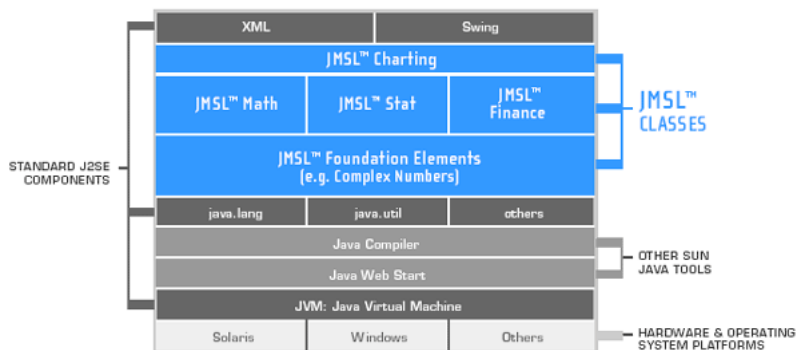 XML
Swing
JMSL™ Charting
JMSL™ Math
JMSL™ Stat
JMSL™
Finance
JMSL™
CLASSES
JMSL™ Foundation Elements
(e.g. Complex Numbers)
STANDARD J2SE
COMPONENTS
java.lang
java.util
others
Java Compiler
Java Web Start
OTHER SUN
JAVA TOOLS
JVM: Java Virtual Machine
Solaris
Windows
Others
HARDWARE & OPERATING
SYSTEM PLATFORMS